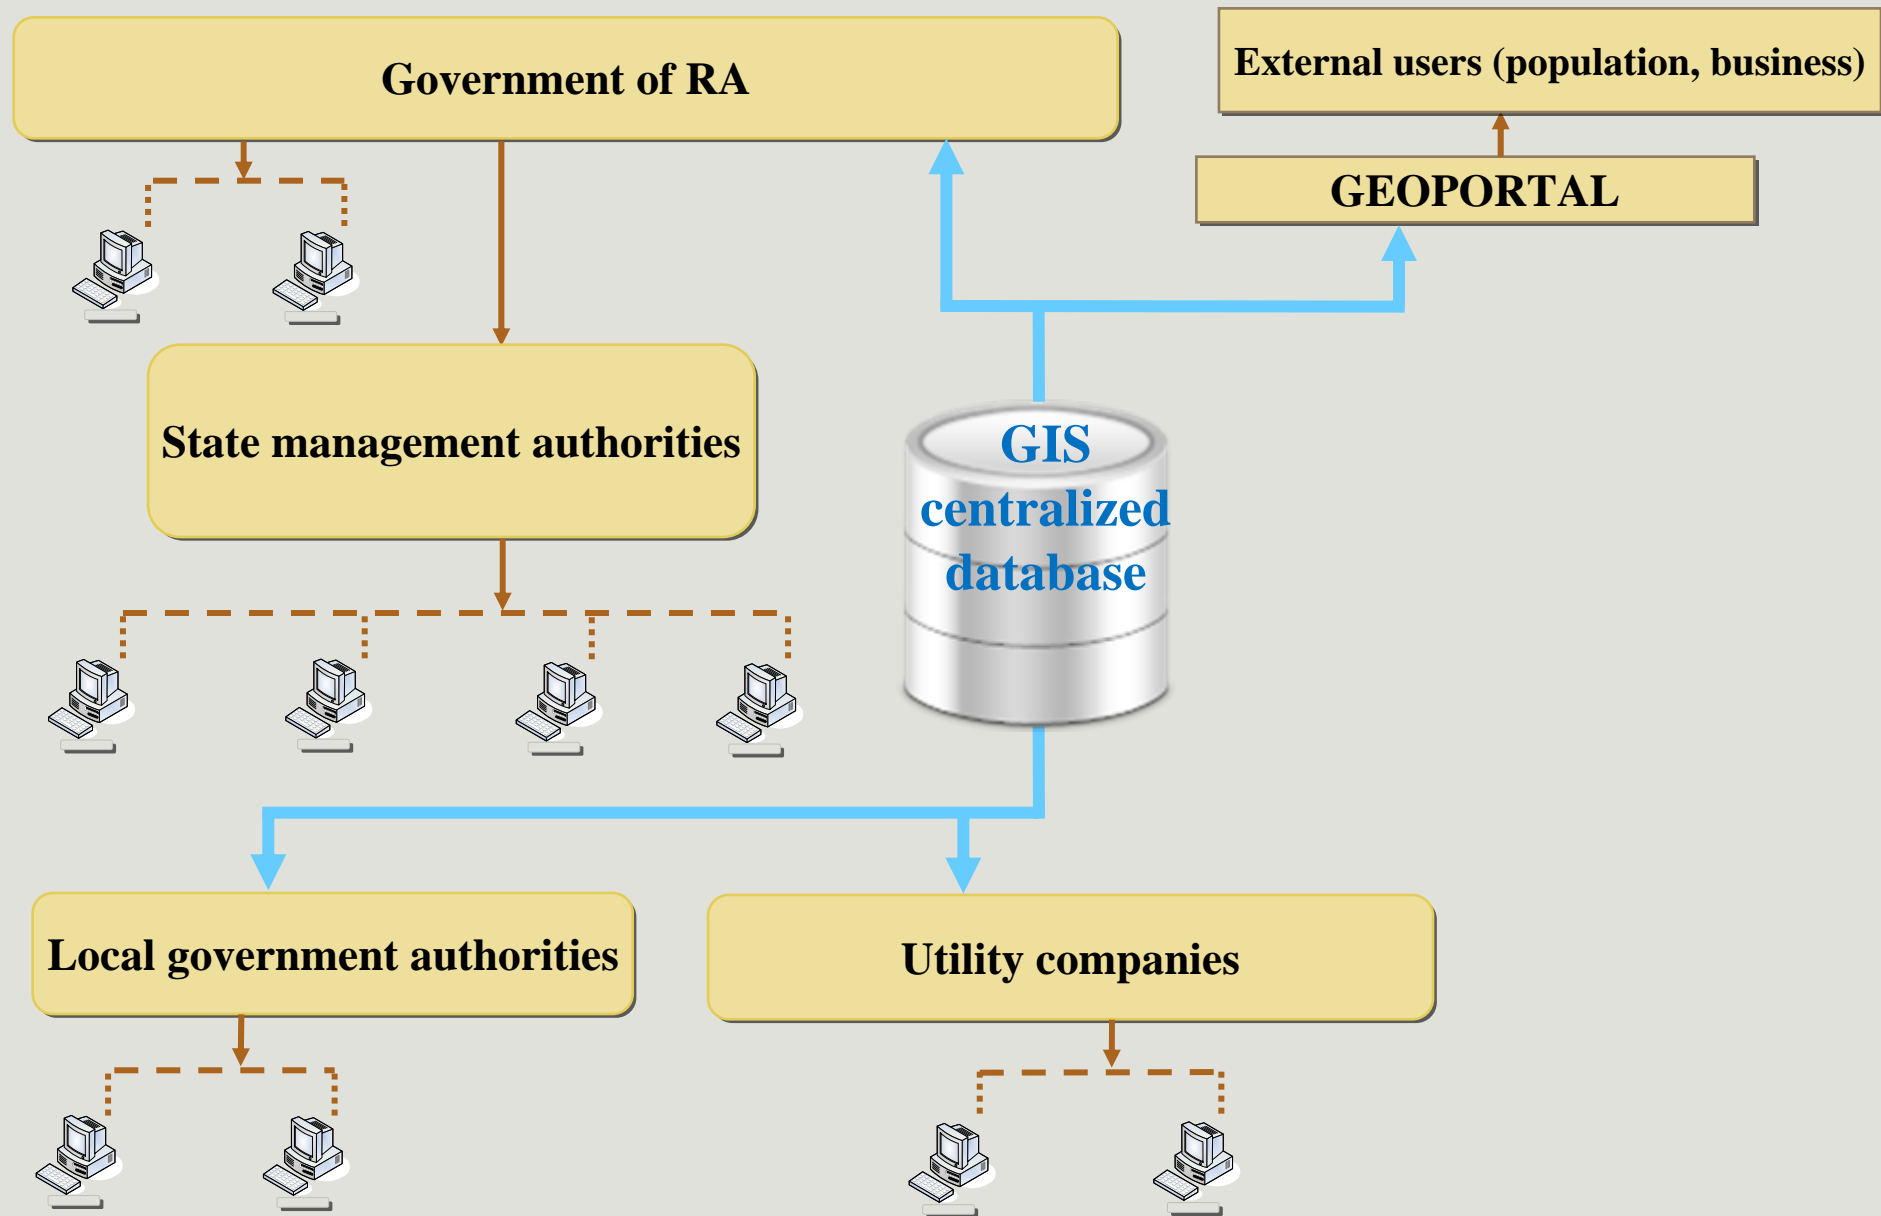 Government of RA
External users (population, business)
GEOPORTAL
State management authorities
GIS
centralized
database
Local government authorities
Utility companies